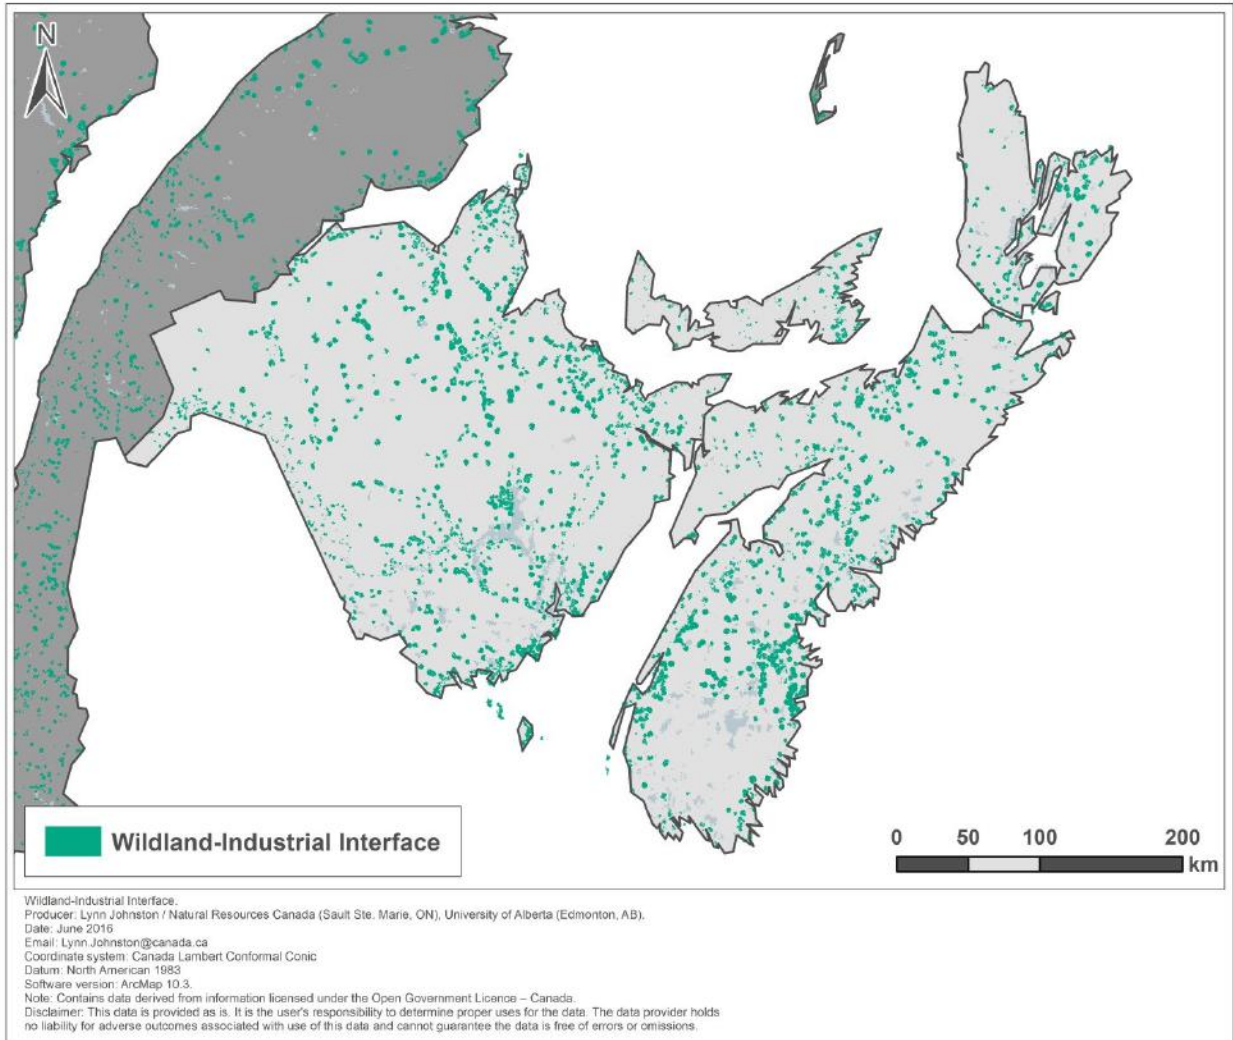 N
Wildland-Industrial Interface
0 50 100 200
km
Wildland-Industrial Interface.
Producer: Lynn Johnston / Natural Resources Canada (Sault Ste. Marie, ON), University of Alberta (Edmonton, AB).
Date: June 2016
Email: Lynn.Johnston@canada.ca
Coordinate system: Canada Lambert Conformal Conic
Datum: North American 1983
Software version: ArcMap 10.3.
Note: Contains data derived from information licensed under the Open Government Licence – Canada.
Disclaimer: This data is provided as is. It is the user's responsibility to determine proper uses for the data. The data provider holds
no liability for adverse outcomes associated with use of this data and cannot guarantee the data is free of errors or omissions.